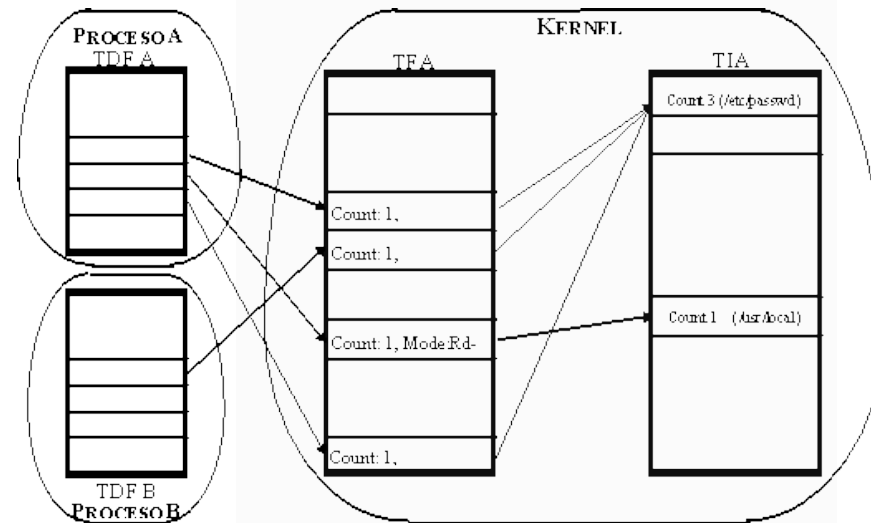 PROCESO A
TDF A
KERNEL
TFA
TIA
Count 3 (/etc/passwd)
Count: 1,
Count: 1,
Count: 1, Mode:Rd-
Count 1 (/usr/local)
Count: 1,
TDF B
PROCESO B